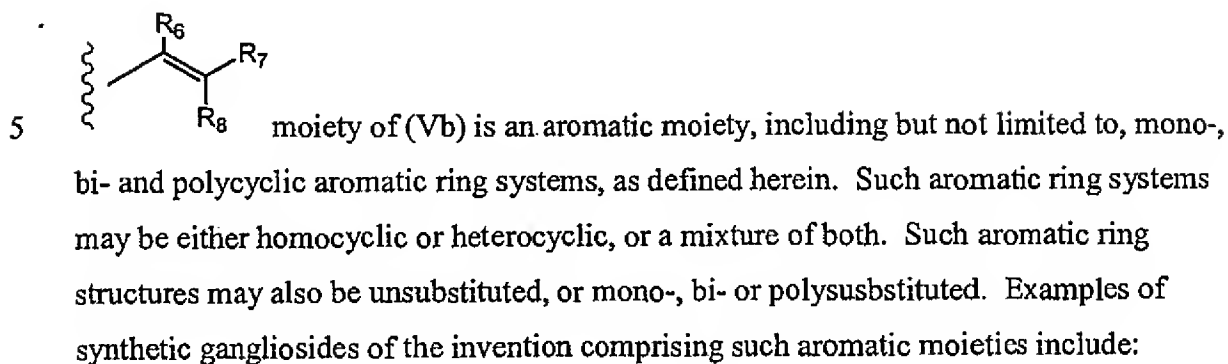 R6
R7
R8
5 moiety of (Vb) is an aromatic moiety, including but not limited to, mono-,
bi- and polycyclic aromatic ring systems, as defined herein. Such aromatic ring systems
may be either homocyclic or heterocyclic, or a mixture of both. Such aromatic ring
structures may also be unsubstituted, or mono-, bi- or polysusbstituted. Examples of
synthetic gangliosides of the invention comprising such aromatic moieties include: